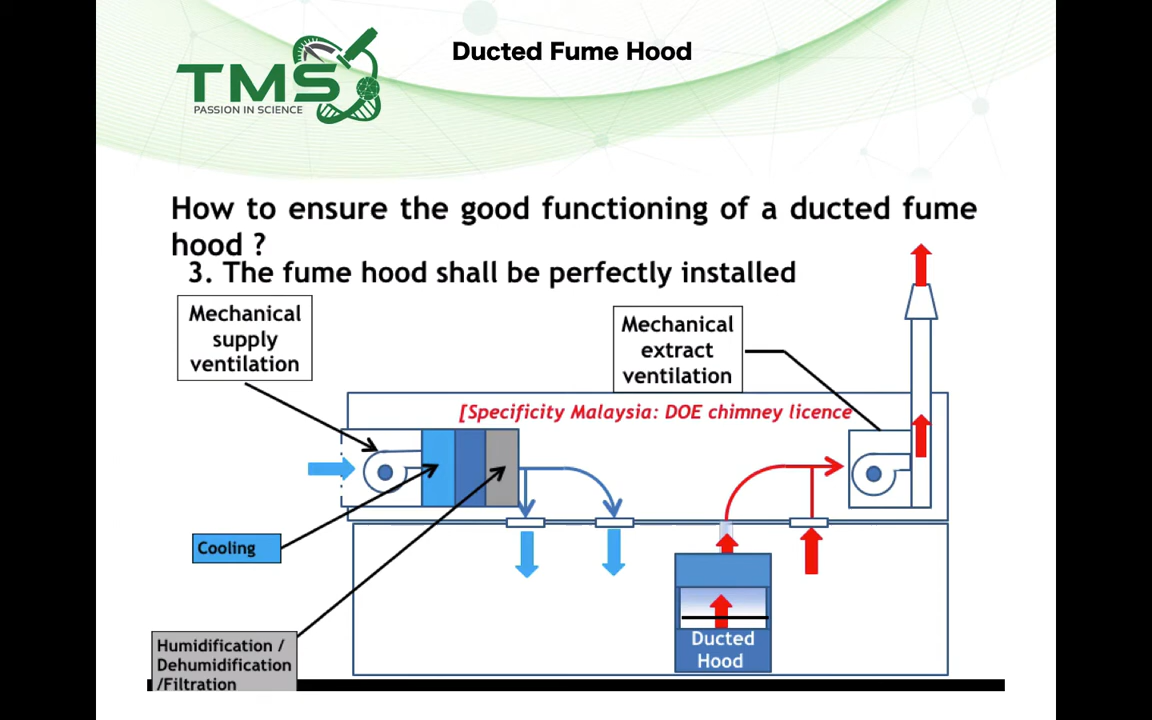 TMS
PASSION IN SCIENCE
Ducted Fume Hood
How to ensure the good functioning of a ducted fume
hood ?
3. The fume hood shall be perfectly installed
Mechanical
supply
ventilation
Mechanical
extract
ventilation
[Specificity Malaysia: DOE chimney licence
Cooling
Humidification /
Dehumidification
/Filtration
Ducted
Hood